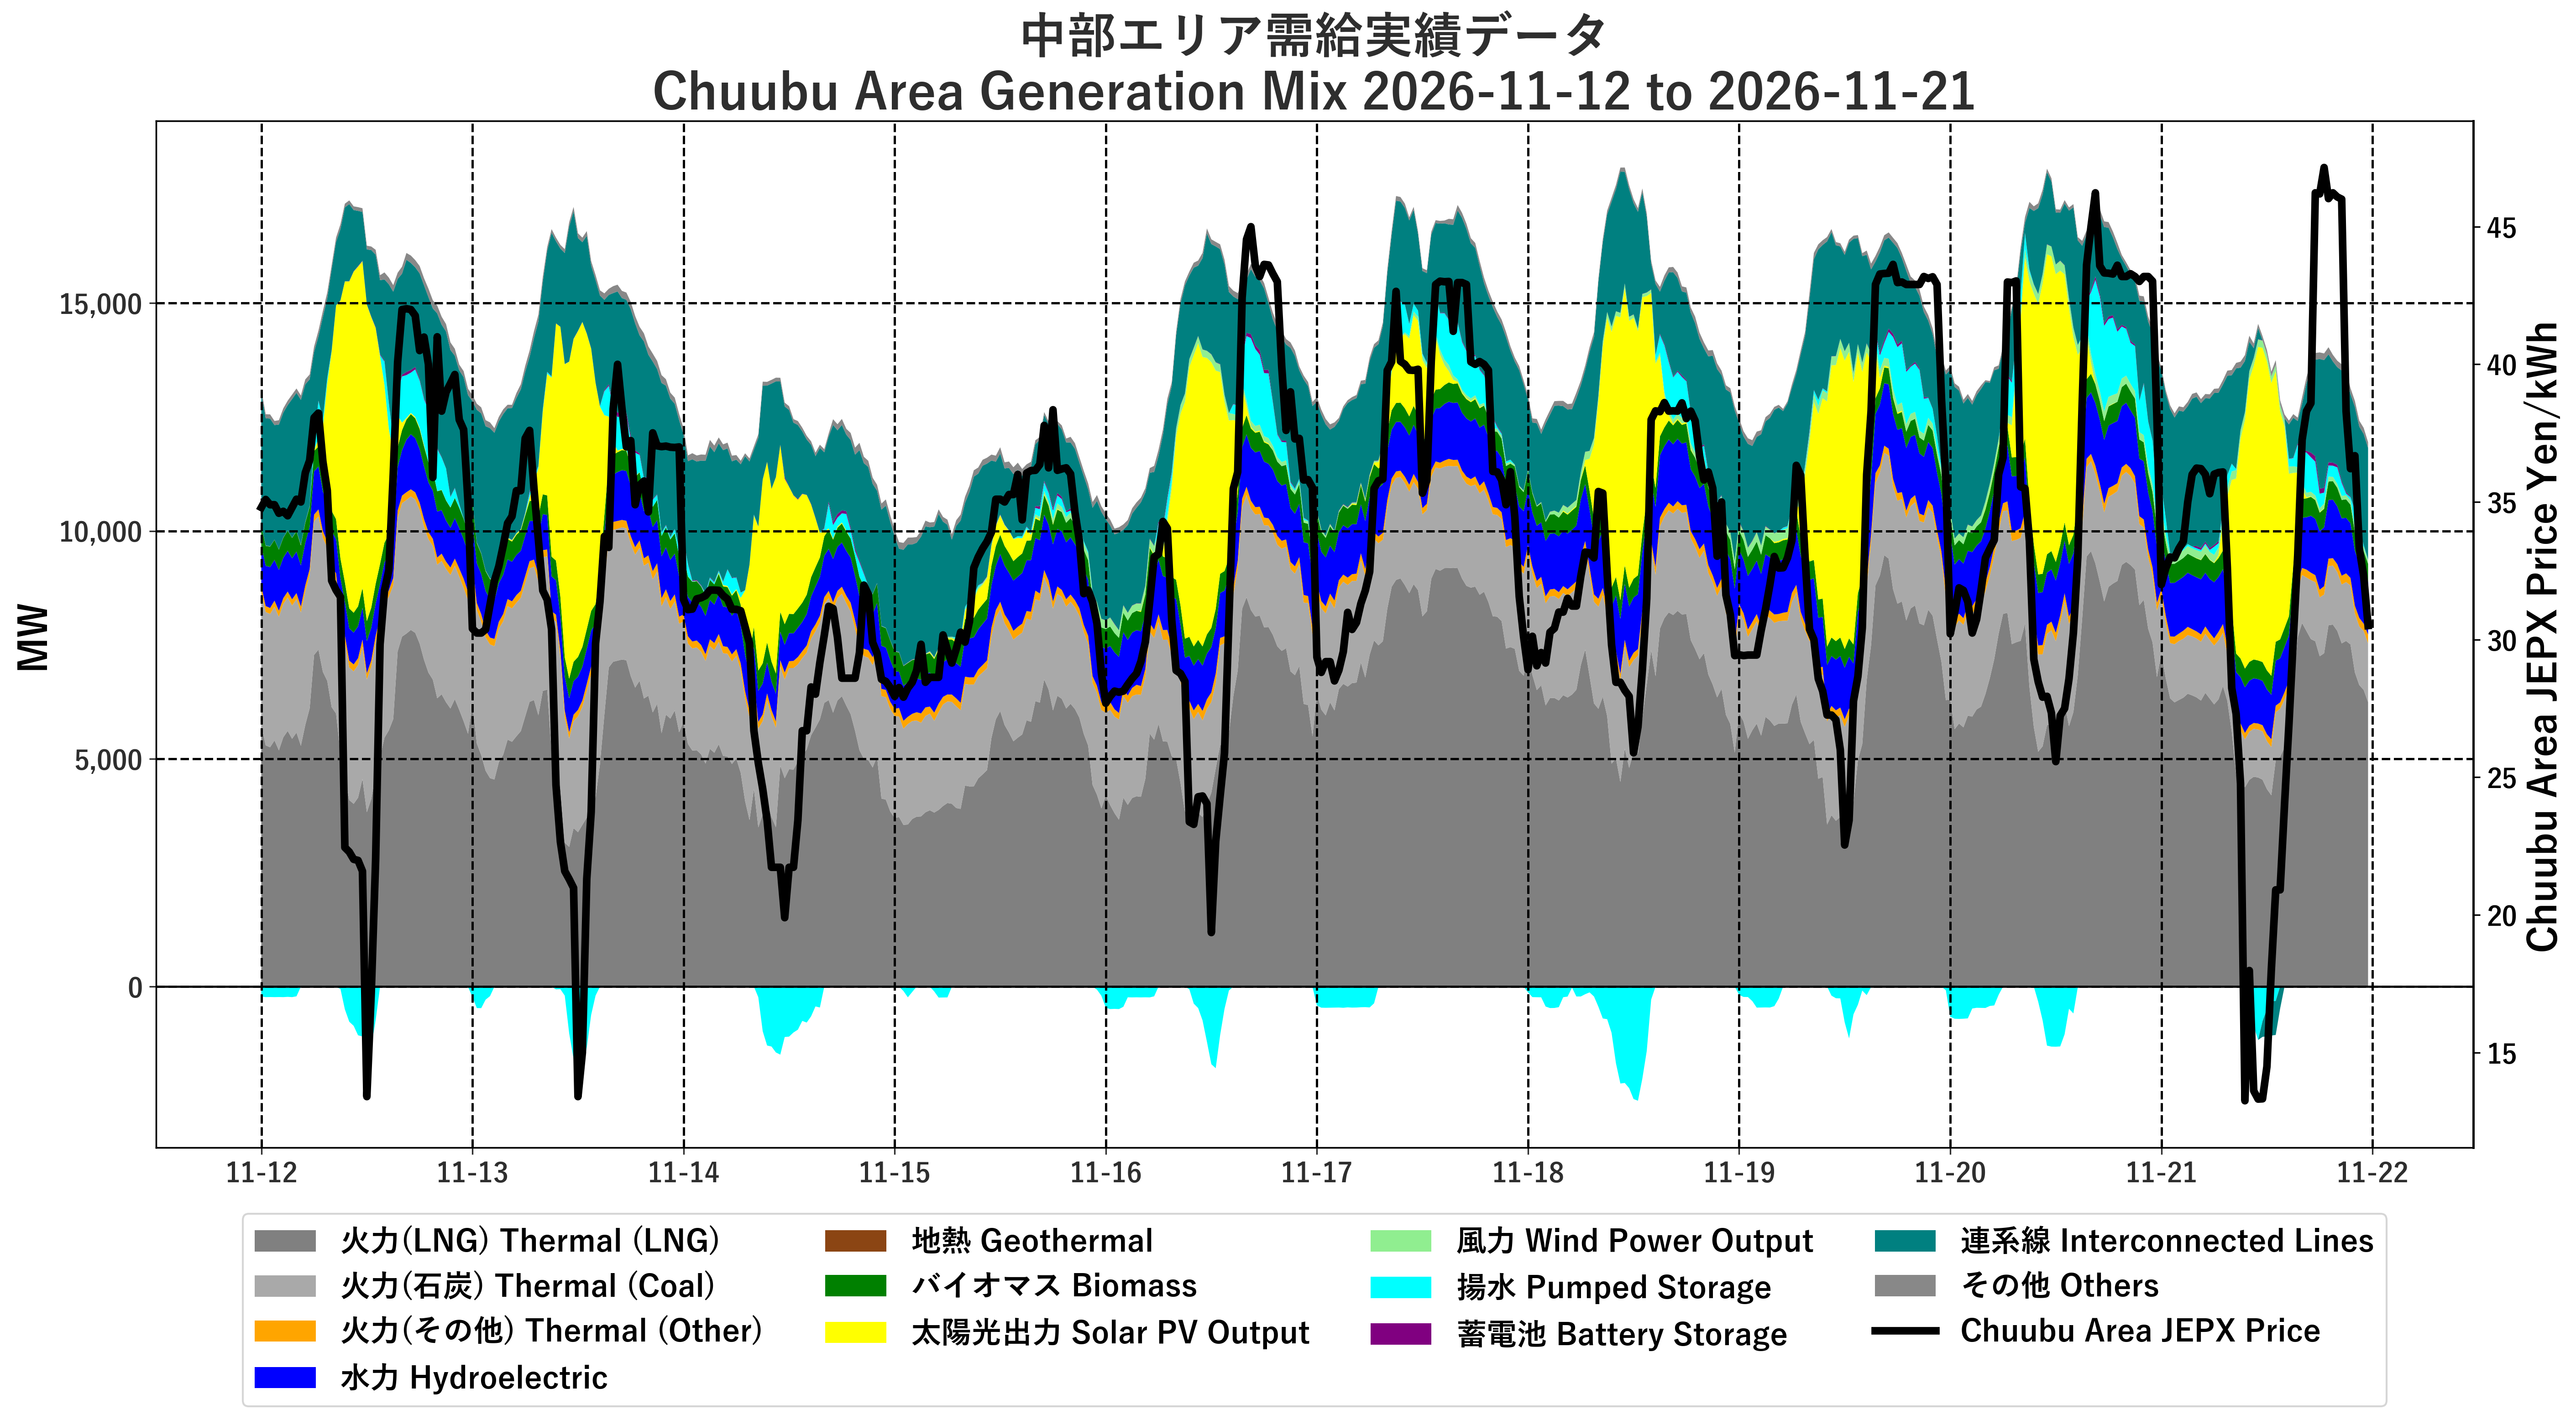 中部エリア需給実績データ
Chuubu Area Generation Mix 2026-11-12 to 2026-11-21
MW
15,000
10,000
5,000
0
45
40
35
30
25
20
15
Chuubu Area JEPX Price Yen/kWh
11-12 11-13 11-14 11-15 11-16 11-17 11-18 11-19 11-20 11-21 11-22
火力(LNG) Thermal (LNG)
火力(石炭) Thermal (Coal)
火力(その他) Thermal (Other)
水力 Hydroelectric
地熱 Geothermal
バイオマス Biomass
太陽光出力 Solar PV Output
風力 Wind Power Output
揚水 Pumped Storage
蓄電池 Battery Storage
連系線 Interconnected Lines
その他 Others
Chuubu Area JEPX Price